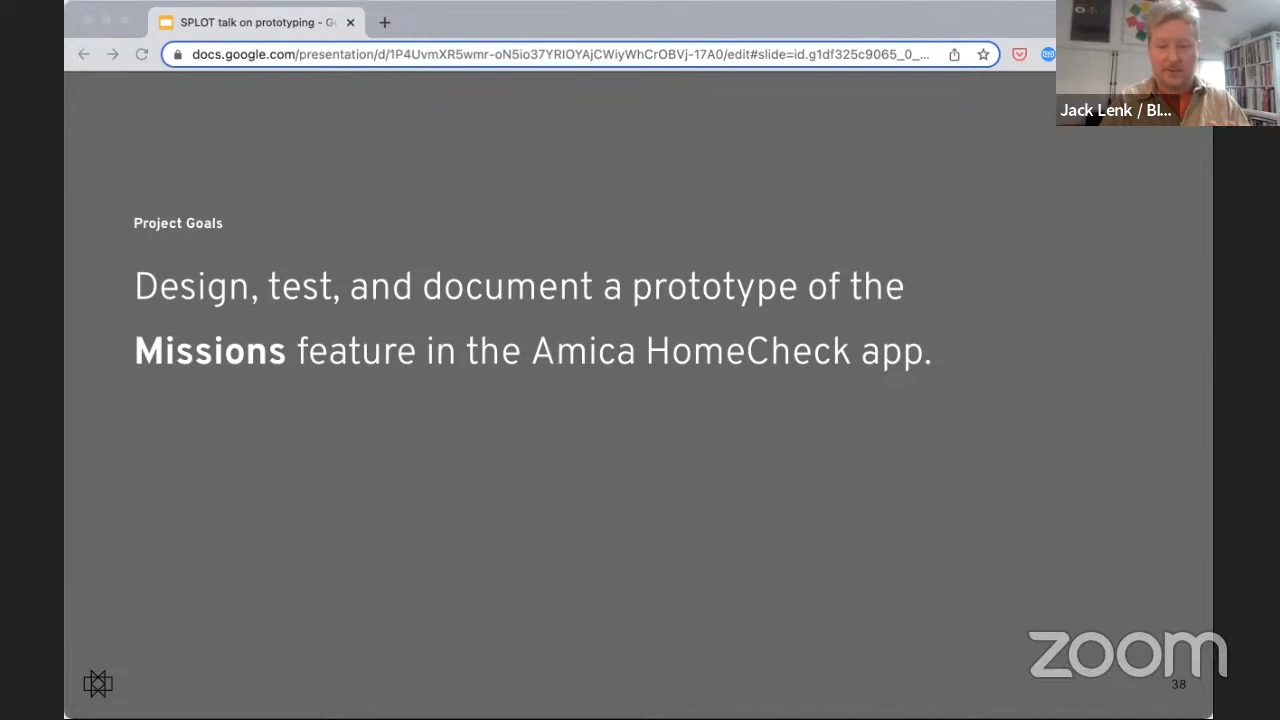 SPLOT talk on prototyping - Go
docs.google.com/presentation/d/1P4UvmXR5wmr-oN5io37YRIOYAjCWiyWhCrOBVj-17A0/edit#slide=id.g1df325c9065_0_...
Jack Lenk / Bl...
Project Goals
Design, test, and document a prototype of the
Missions feature in the Amica HomeCheck app.
zoom
38